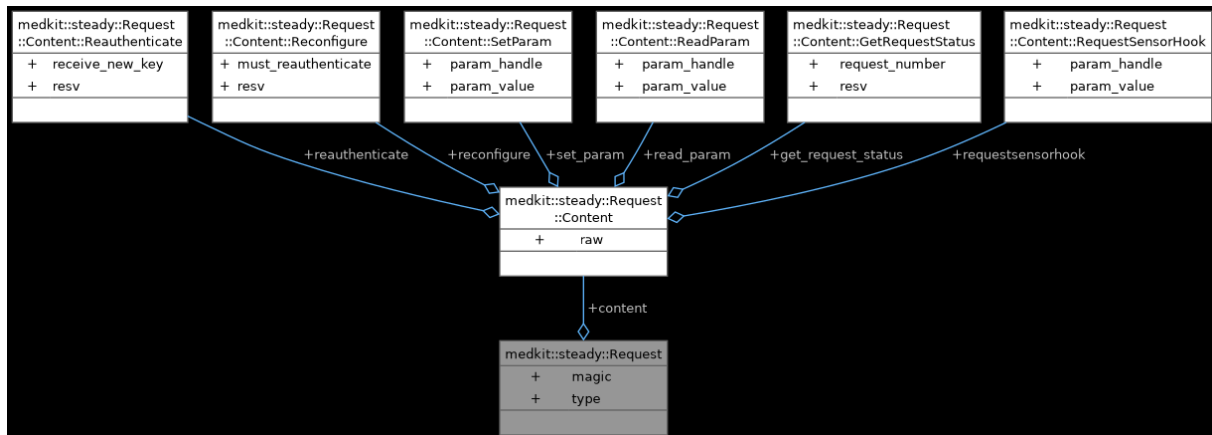 medkit::steady::Request
::Content::Reauthenticate
+ receive_new_key
+ resv
medkit::steady::Request
::Content::Reconfigure
+ must_reauthenticate
+ resv
medkit::steady::Request
::Content::SetParam
+ param_handle
+ param_value
medkit::steady::Request
::Content::ReadParam
+ param_handle
+ param_value
medkit::steady::Request
::Content::GetRequestStatus
+ request_number
+ resv
medkit::steady::Request
::Content::RequestSensorHook
+ param_handle
+ param_value
+reauthenticate
+reconfigure
+set_param
+read_param
+get_request_status
+requestsensorhook
medkit::steady::Request
::Content
+ raw
+content
medkit::steady::Request
+ magic
+ type